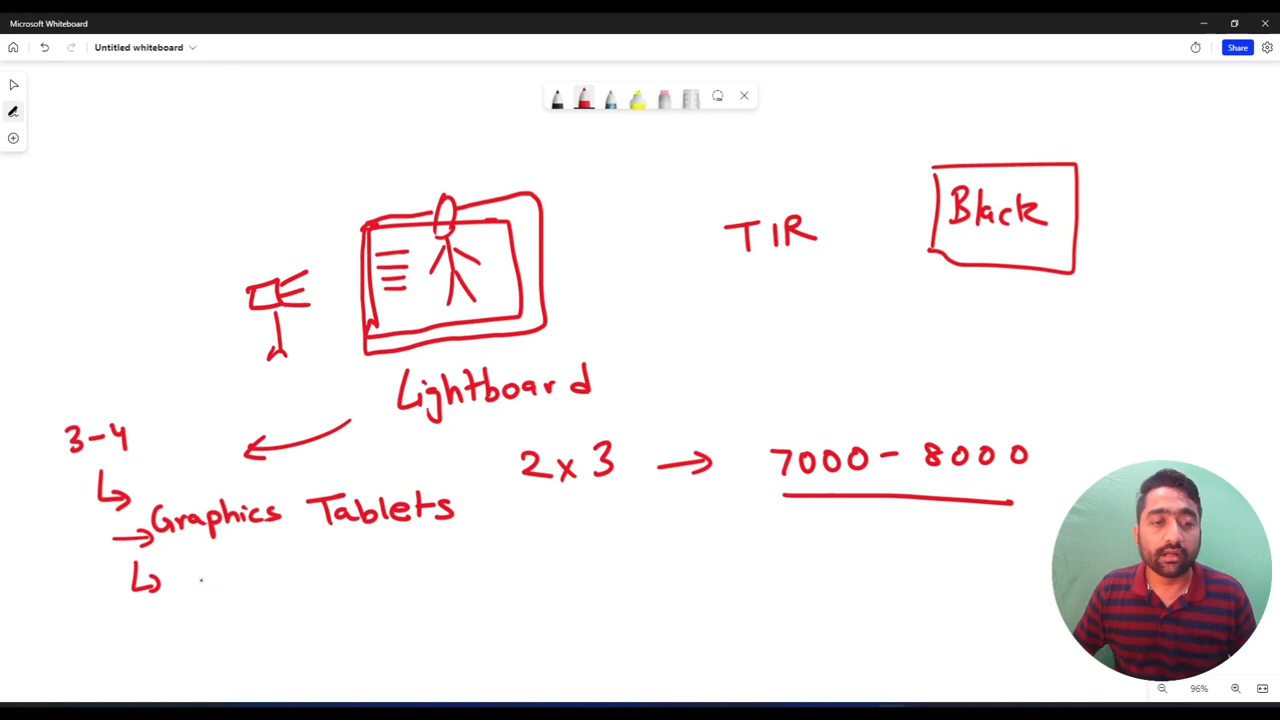 Microsoft Whiteboard
Untitled whiteboard
Share
Black
TIR
Lightboard
3-4
2 x 3 → 7000 - 8000
Graphics Tablets
96%